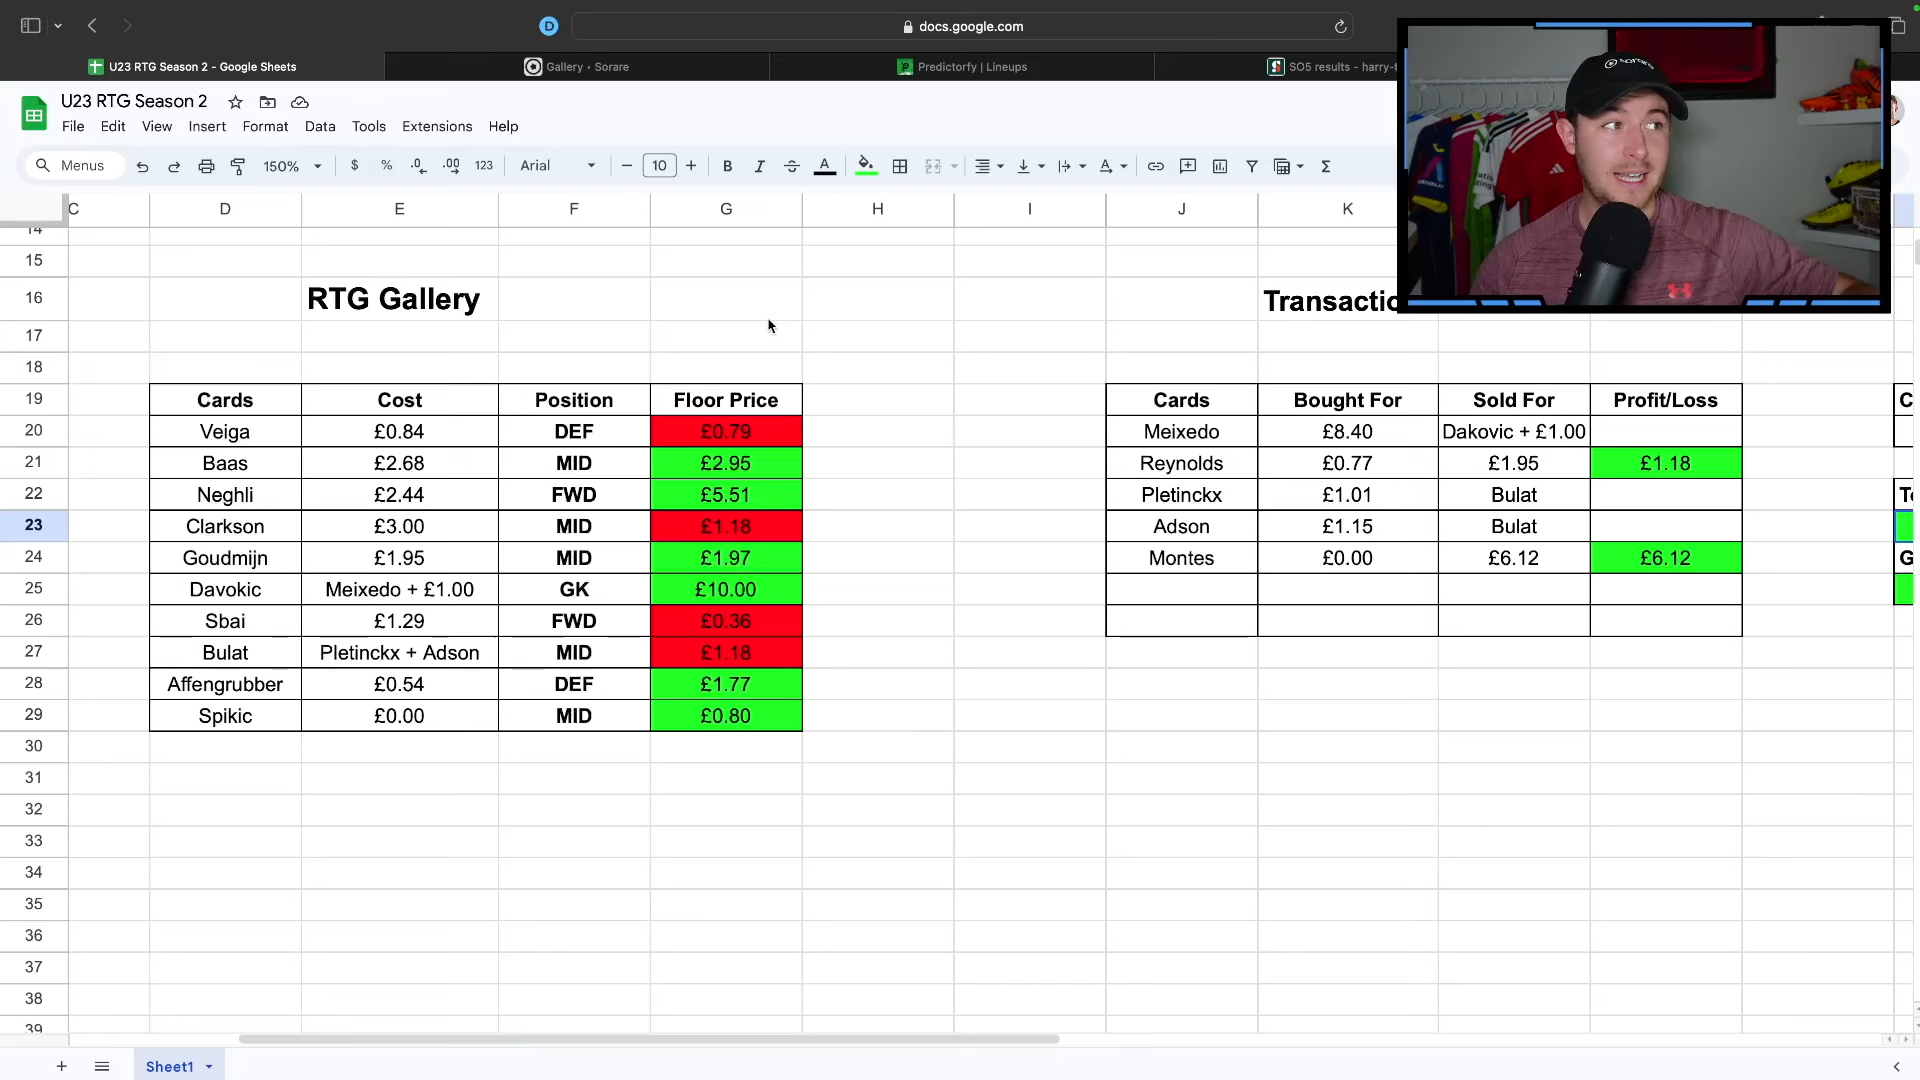 docs.google.com
U23 RTG Season 2 - Google Sheets
Gallery • Sorare
Predictorfy | Lineups
SO5 results - harry-t
U23 RTG Season 2
File Edit View Insert Format Data Tools Extensions Help
Menus 150% $ % .0 .00 123 Arial 10 B I A Σ
C D E F G H I J K
14
15
16 RTG Gallery Transactio
17
18
19 Cards Cost Position Floor Price Cards Bought For Sold For Profit/Loss C
20 Veiga £0.84 DEF £0.79 Meixedo £8.40 Dakovic + £1.00
21 Baas £2.68 MID £2.95 Reynolds £0.77 £1.95 £1.18
22 Neghli £2.44 FWD £5.51 Pletinckx £1.01 Bulat
23 Clarkson £3.00 MID £1.18 Adson £1.15 Bulat
24 Goudmijn £1.95 MID £1.97 Montes £0.00 £6.12 £6.12 G
25 Davokic Meixedo + £1.00 GK £10.00
26 Sbai £1.29 FWD £0.36
27 Bulat Pletinckx + Adson MID £1.18
28 Affengrubber £0.54 DEF £1.77
29 Spikic £0.00 MID £0.80
30
31
32
33
34
35
36
37
38
39
Sheet1